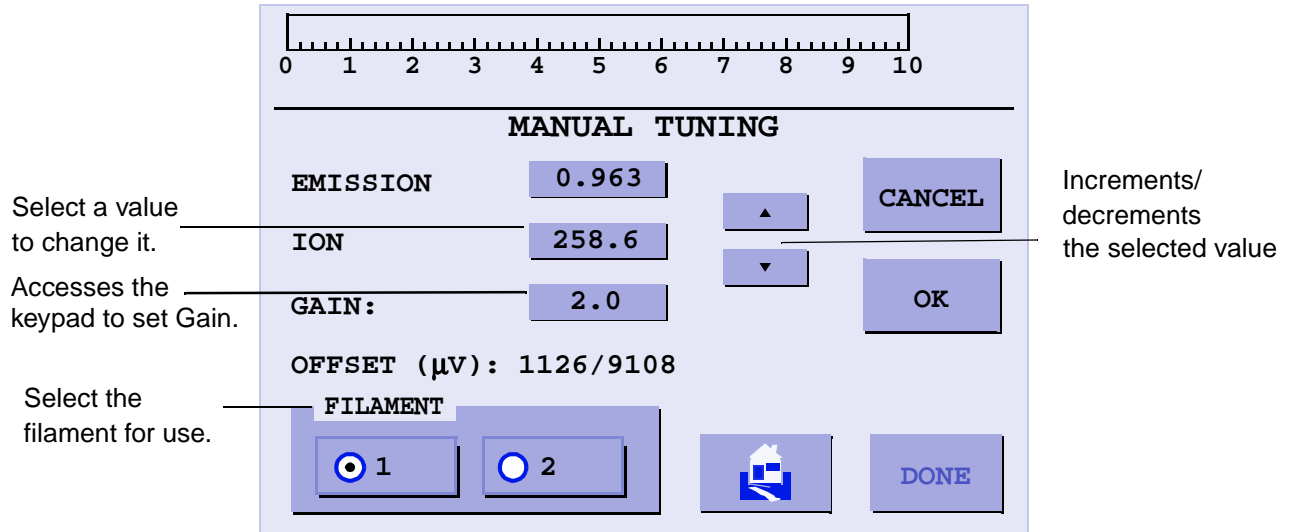 0 1 2 3 4 5 6 7 8 9 10
MANUAL TUNING
EMISSION 0.963
CANCEL
Select a value
to change it.
ION 258.6
▲
▼
Increments/
decrements
the selected value
Accesses the
keypad to set Gain.
GAIN: 2.0
OK
OFFSET (µV): 1126/9108
Select the
filament for use.
FILAMENT
1 2
DONE